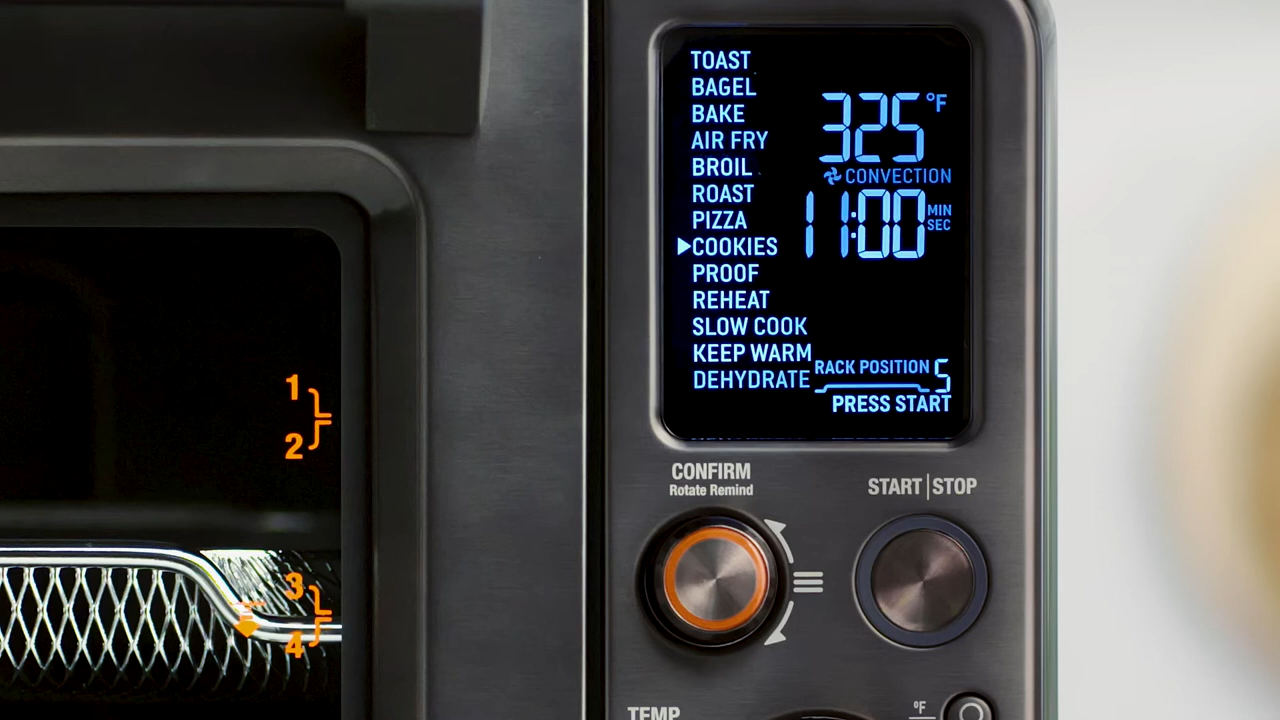 TOAST
BAGEL
BAKE
AIR FRY
BROIL
ROAST
PIZZA
COOKIES
PROOF
REHEAT
SLOW COOK
KEEP WARM
DEHYDRATE
325 °F
CONVECTION
11:00 MIN SEC
RACK POSITION 5
PRESS START
1
2
3
4
CONFIRM
Rotate Remind
START|STOP
TEMP
°F